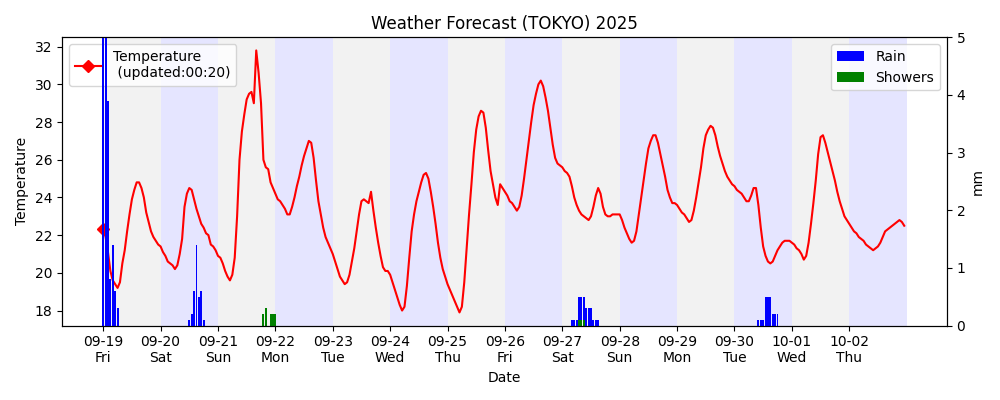 Weather Forecast (TOKYO) 2025
Temperature
(updated:00:20)
Rain
Showers
32
30
28
26
24
22
20
18
Temperature
5
4
3
2
1
0
mm
09-19 09-20 09-21 09-22 09-23 09-24 09-25 09-26 09-27 09-28 09-29 09-30 10-01 10-02
Fri Sat Sun Mon Tue Wed Thu Fri Sat Sun Mon Tue Wed Thu
Date